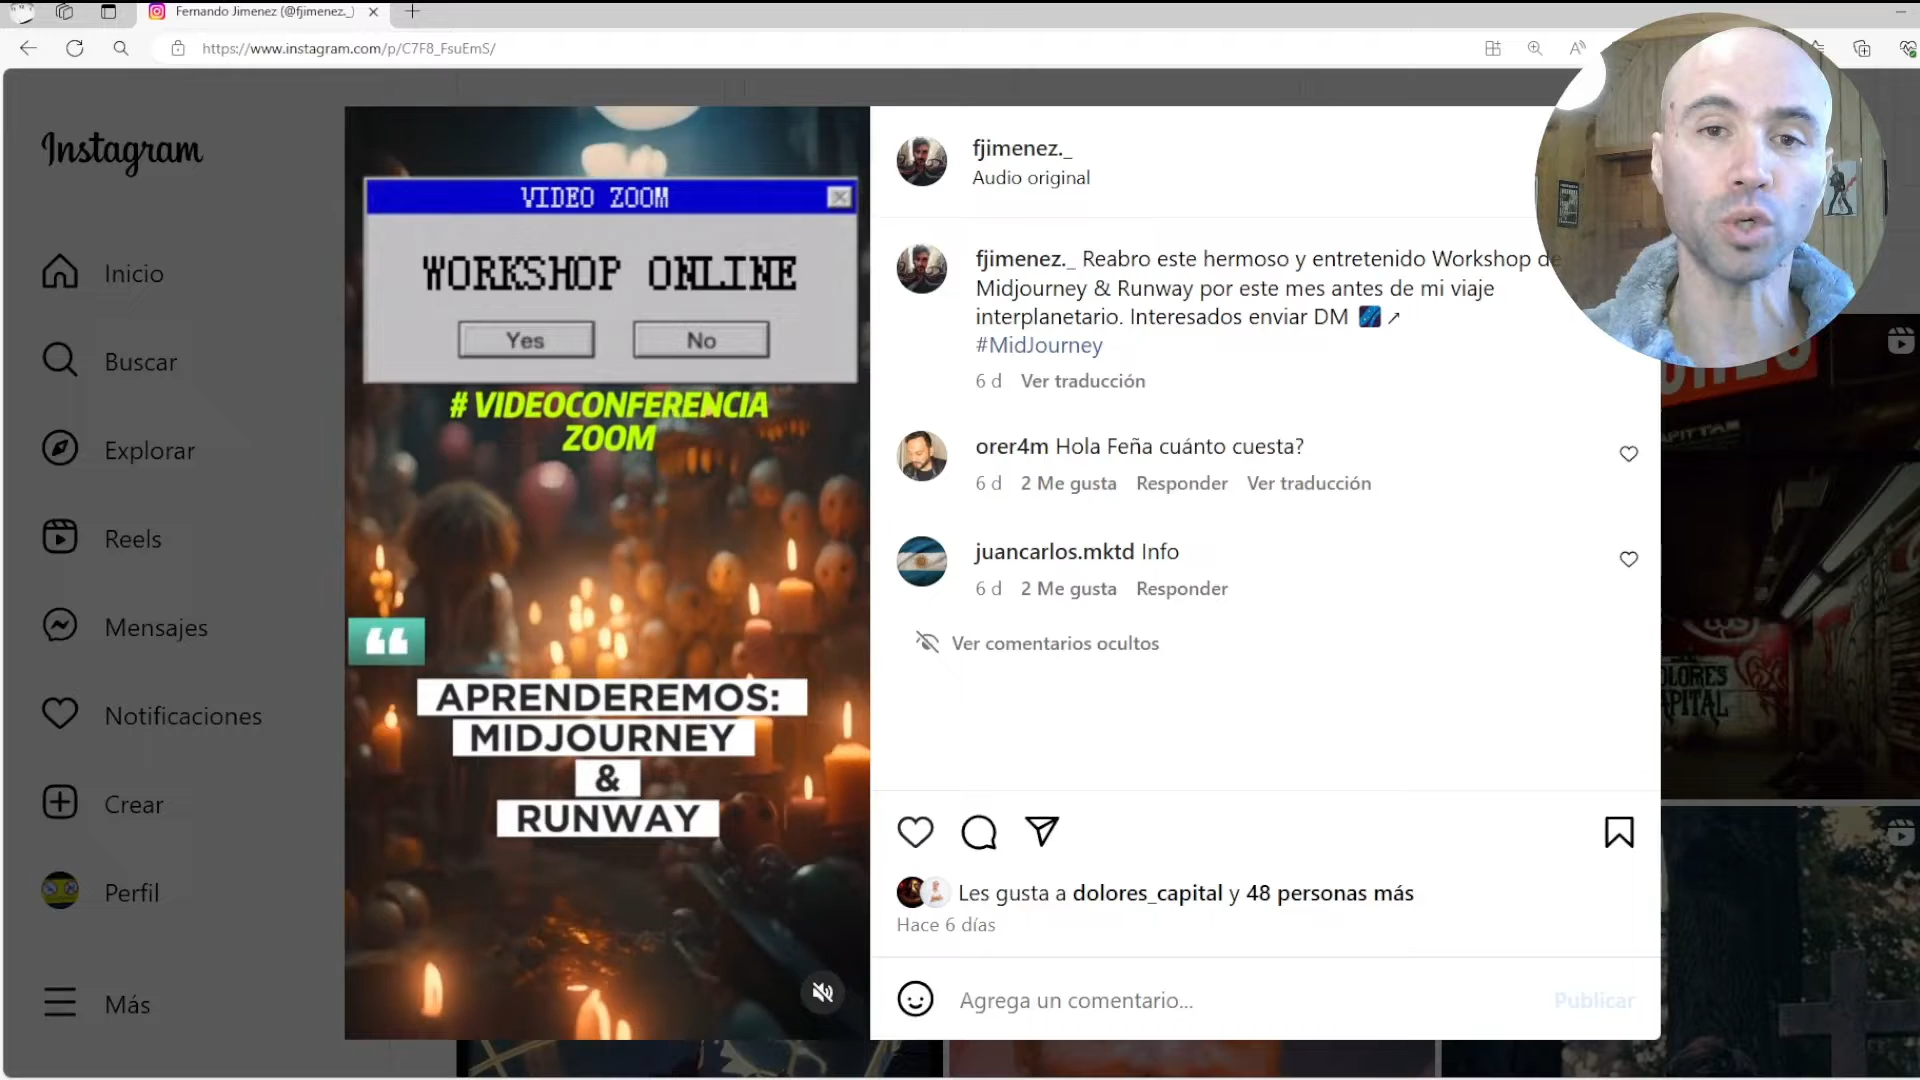 Fernando Jimenez (@fjimenez._)
https://www.instagram.com/p/C7F8_FsuEmS/
Instagram
Inicio
Buscar
Explorar
Reels
Mensajes
Notificaciones
Crear
Perfil
Más
VIDEO ZOOM
WORKSHOP ONLINE
Yes
No
# VIDEOCONFERENCIA
ZOOM
APRENDEREMOS:
MIDJOURNEY
&
RUNWAY
fjimenez._
Audio original
fjimenez._ Reabro este hermoso y entretenido Workshop de
Midjourney & Runway por este mes antes de mi viaje
interplanetario. Interesados enviar DM 🌌 ↗
#MidJourney
6 d Ver traducción
orer4m Hola Feña cuánto cuesta?
6 d 2 Me gusta Responder Ver traducción
juancarlos.mktd Info
6 d 2 Me gusta Responder
Ver comentarios ocultos
Les gusta a dolores_capital y 48 personas más
Hace 6 días
Agrega un comentario...
Publicar